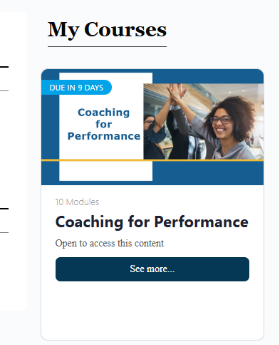 My Courses
DUE IN 9 DAYS
Coaching
for
Performance
10 Modules
Coaching for Performance
Open to access this content
See more...